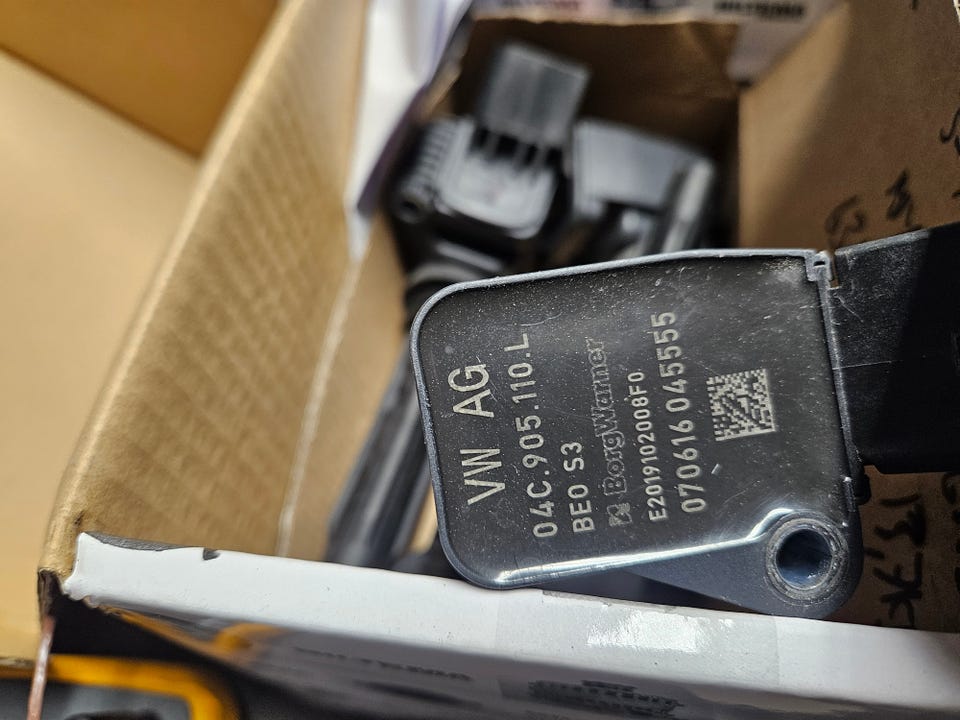 VW AG
04C.905.110.L
BE0 S3
BorgWarner
E2019102008F0
070616 045555